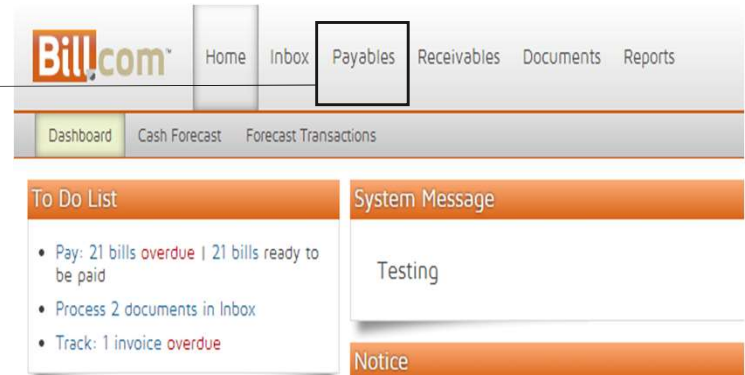 Bill.com™ Home Inbox Payables Receivables Documents Reports
Dashboard Cash Forecast Forecast Transactions
To Do List
• Pay: 21 bills overdue | 21 bills ready to
be paid
• Process 2 documents in Inbox
• Track: 1 invoice overdue
System Message
Testing
Notice